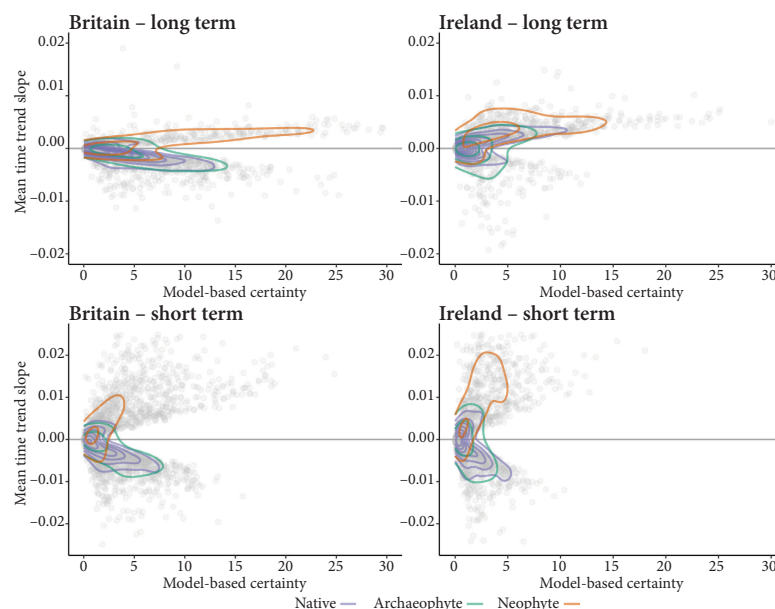 Britain – long term
Ireland – long term
Mean time trend slope
0.02
0.01
0.00
–0.01
–0.02
0.02
0.01
0.00
–0.01
–0.02
0 5 10 15 20 25 30
0 5 10 15 20 25 30
Model-based certainty
Model-based certainty
Britain – short term
Ireland – short term
Mean time trend slope
0.02
0.01
0.00
–0.01
–0.02
0.02
0.01
0.00
–0.01
–0.02
0 5 10 15 20 25 30
0 5 10 15 20 25 30
Model-based certainty
Model-based certainty
Native Archaeophyte Neophyte